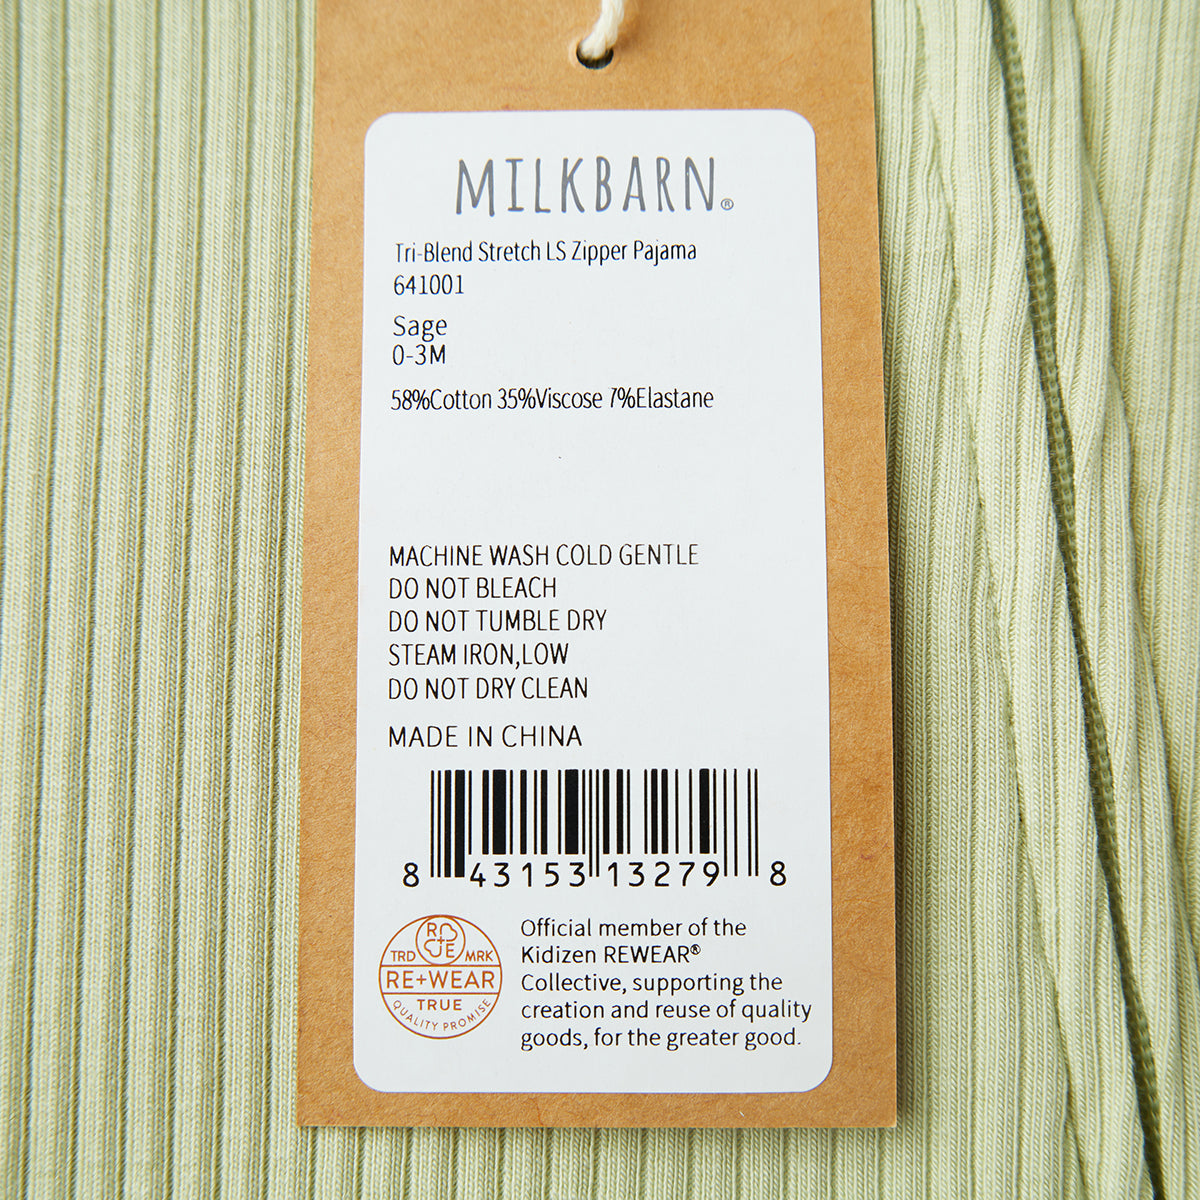 MILKBARN®
Tri-Blend Stretch LS Zipper Pajama
641001
Sage
0-3M
58%Cotton 35%Viscose 7%Elastane
MACHINE WASH COLD GENTLE
DO NOT BLEACH
DO NOT TUMBLE DRY
STEAM IRON,LOW
DO NOT DRY CLEAN
MADE IN CHINA
8 43153 13279 8
R
TE
TRD MRK
RE+WEAR
TRUE
QUALITY PROMISE
Official member of the
Kidizen REWEAR®
Collective, supporting the
creation and reuse of quality
goods, for the greater good.